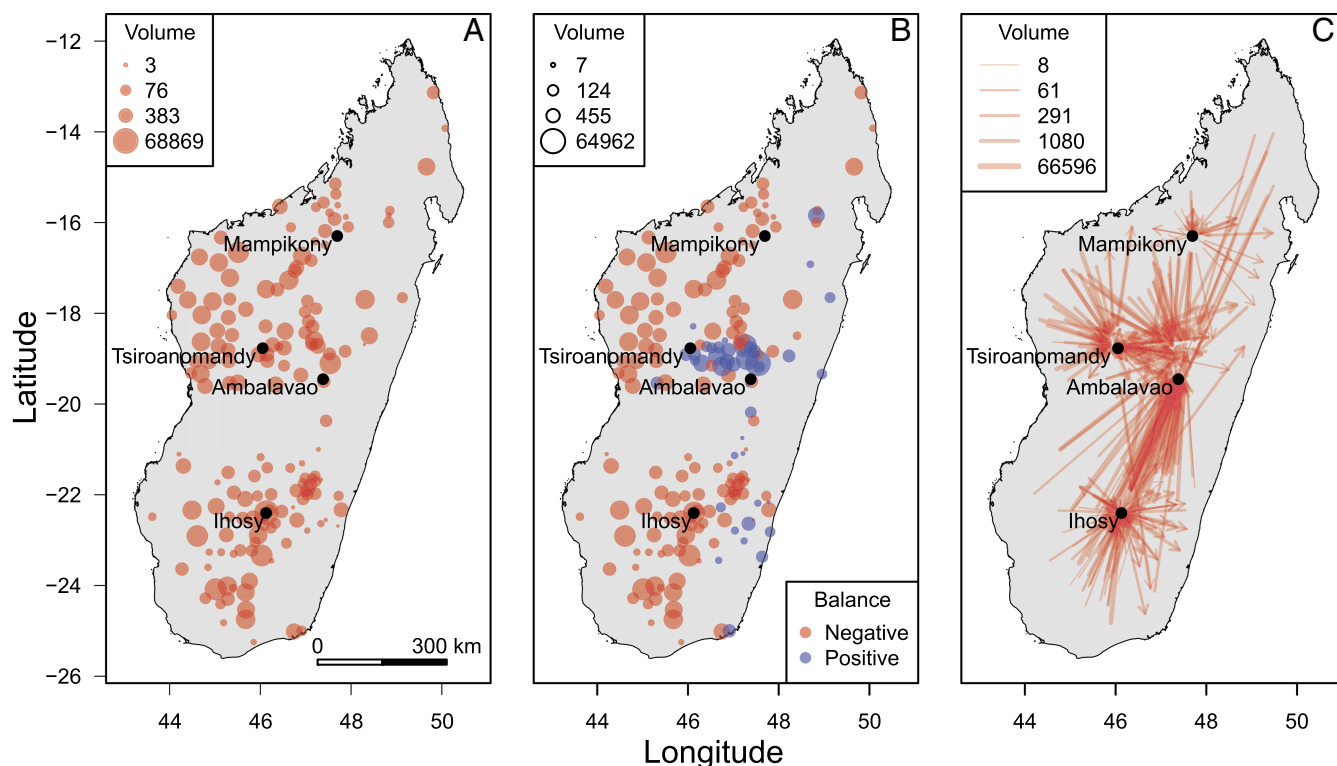 A
Volume
3
76
383
68869
Mampikony
Tsiroanomandy
Ambalavao
Ihosy
0 300 km
B
Volume
7
124
455
64962
Mampikony
Tsiroanomandy
Ambalavao
Ihosy
Balance
Negative
Positive
C
Volume
8
61
291
1080
66596
Mampikony
Tsiroanomandy
Ambalavao
Ihosy
Latitude
−12
−14
−16
−18
−20
−22
−24
−26
44 46 48 50
44 46 48 50
44 46 48 50
Longitude